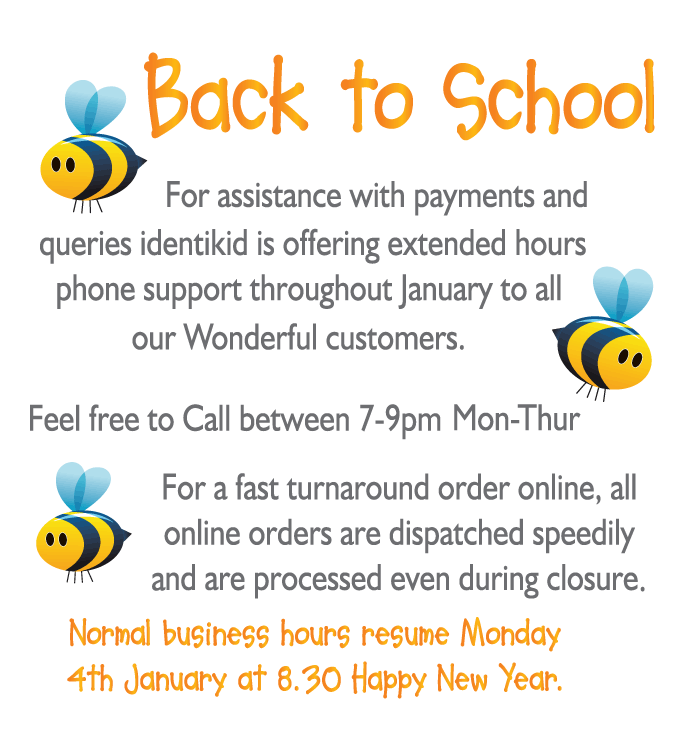 Back to School
For assistance with payments and
queries identikid is offering extended hours
phone support throughout January to all
our Wonderful customers.
Feel free to Call between 7-9pm Mon-Thur
For a fast turnaround order online, all
online orders are dispatched speedily
and are processed even during closure.
Normal business hours resume Monday
4th January at 8.30 Happy New Year.